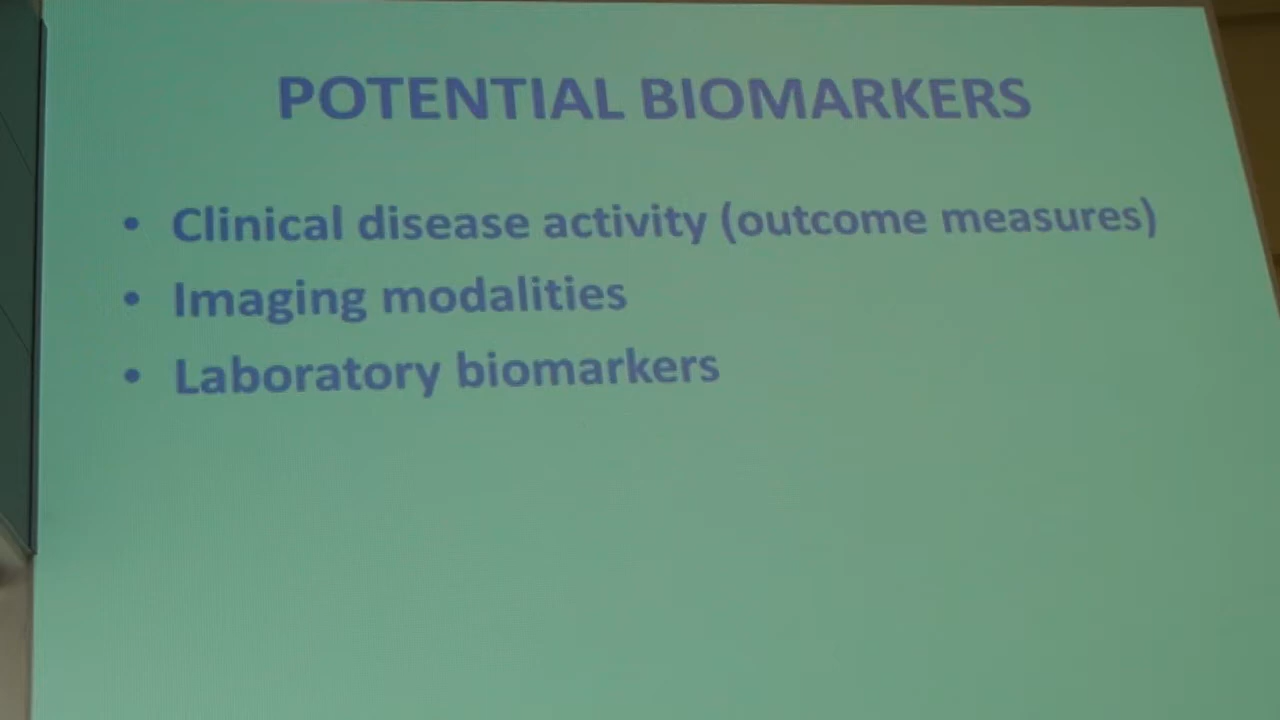 POTENTIAL BIOMARKERS
• Clinical disease activity (outcome measures)
• Imaging modalities
• Laboratory biomarkers